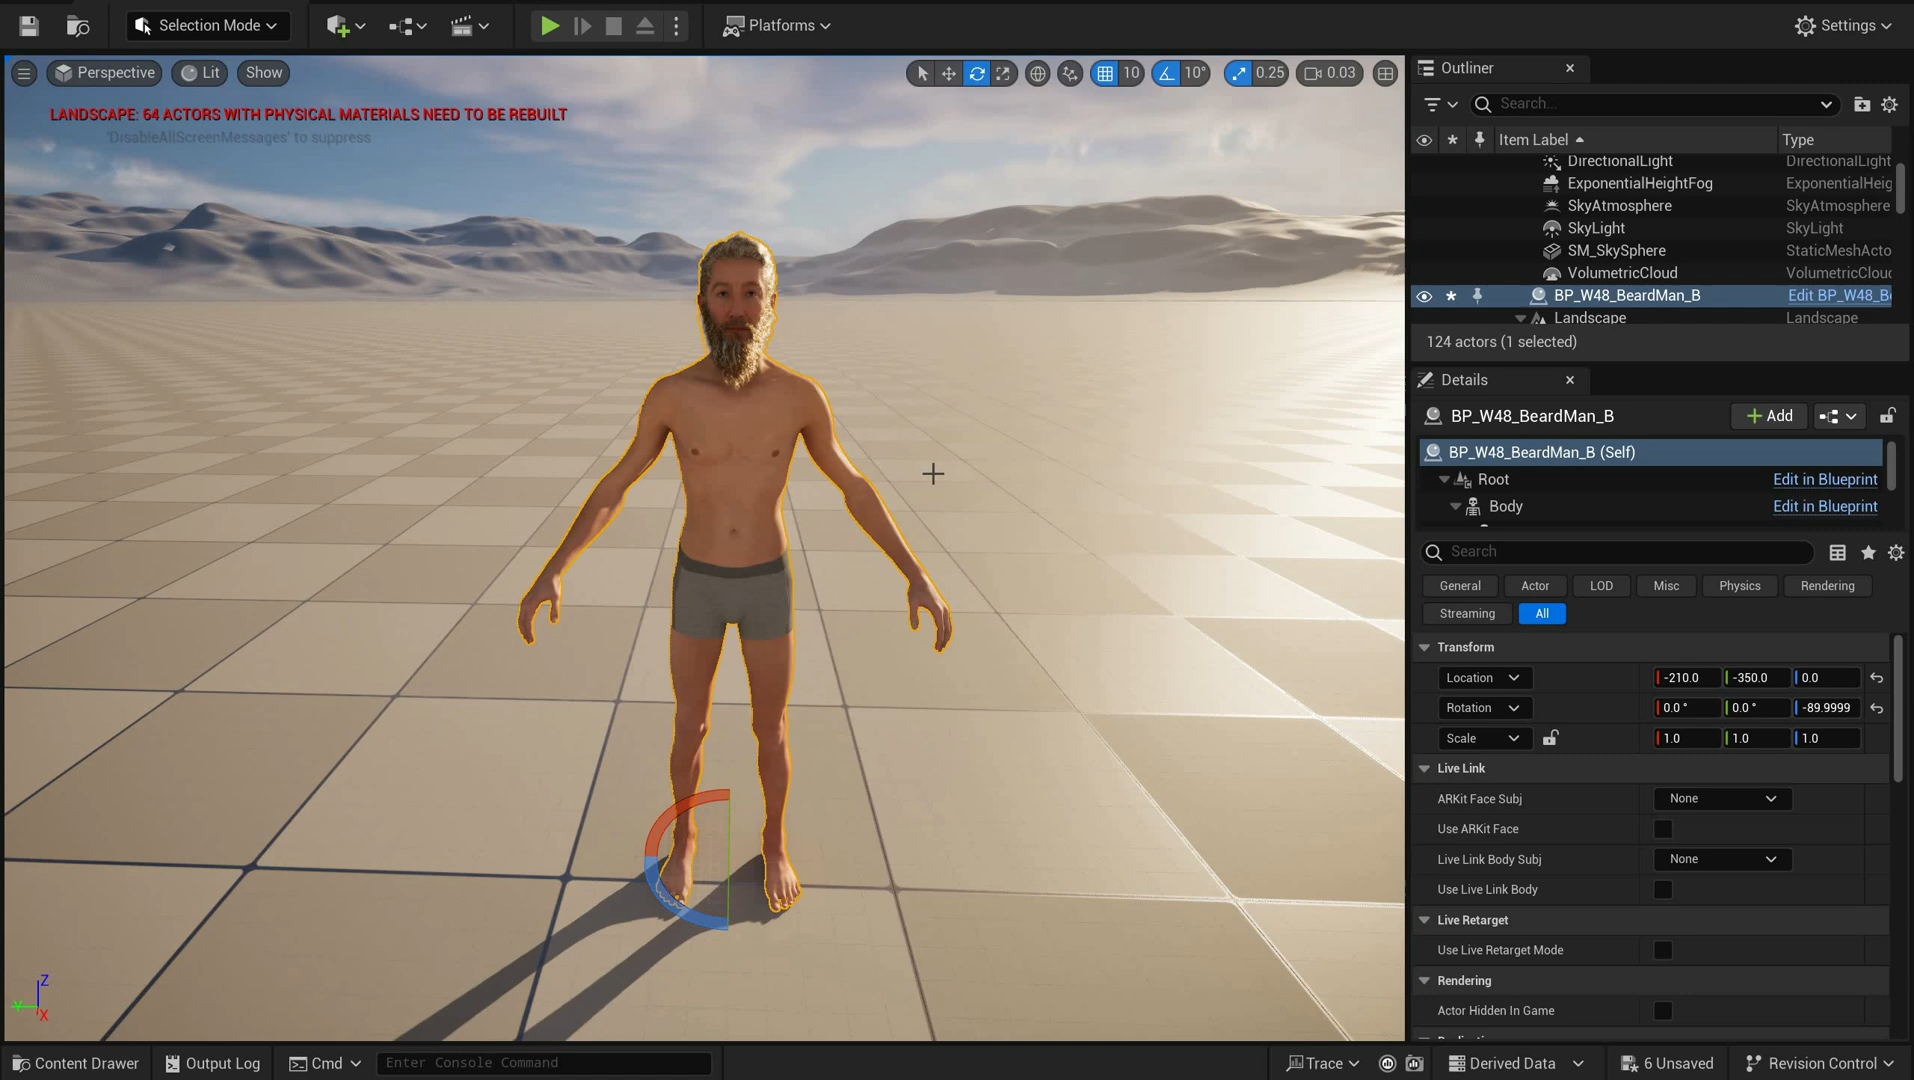 Selection Mode
Platforms
Settings
Perspective
Lit
Show
10
10°
0.25
0.03
LANDSCAPE: 64 ACTORS WITH PHYSICAL MATERIALS NEED TO BE REBUILT
'DisableAllScreenMessages' to suppress
Z
Y
X
Outliner
Search...
Item Label
Type
DirectionalLight
DirectionalLight
ExponentialHeightFog
ExponentialHeig
SkyAtmosphere
SkyAtmosphere
SkyLight
SkyLight
SM_SkySphere
StaticMeshActo
VolumetricCloud
VolumetricCloud
BP_W48_BeardMan_B
Edit BP_W48_B
Landscape
Landscape
124 actors (1 selected)
Details
BP_W48_BeardMan_B
Add
BP_W48_BeardMan_B (Self)
Root
Edit in Blueprint
Body
Edit in Blueprint
Search
General
Actor
LOD
Misc
Physics
Rendering
Streaming
All
Transform
Location
-210.0
-350.0
0.0
Rotation
0.0 °
0.0 °
-89.9999
Scale
1.0
1.0
1.0
Live Link
ARKit Face Subj
None
Use ARKit Face
Live Link Body Subj
None
Use Live Link Body
Live Retarget
Use Live Retarget Mode
Rendering
Actor Hidden In Game
Content Drawer
Output Log
Cmd
Enter Console Command
Trace
Derived Data
6 Unsaved
Revision Control